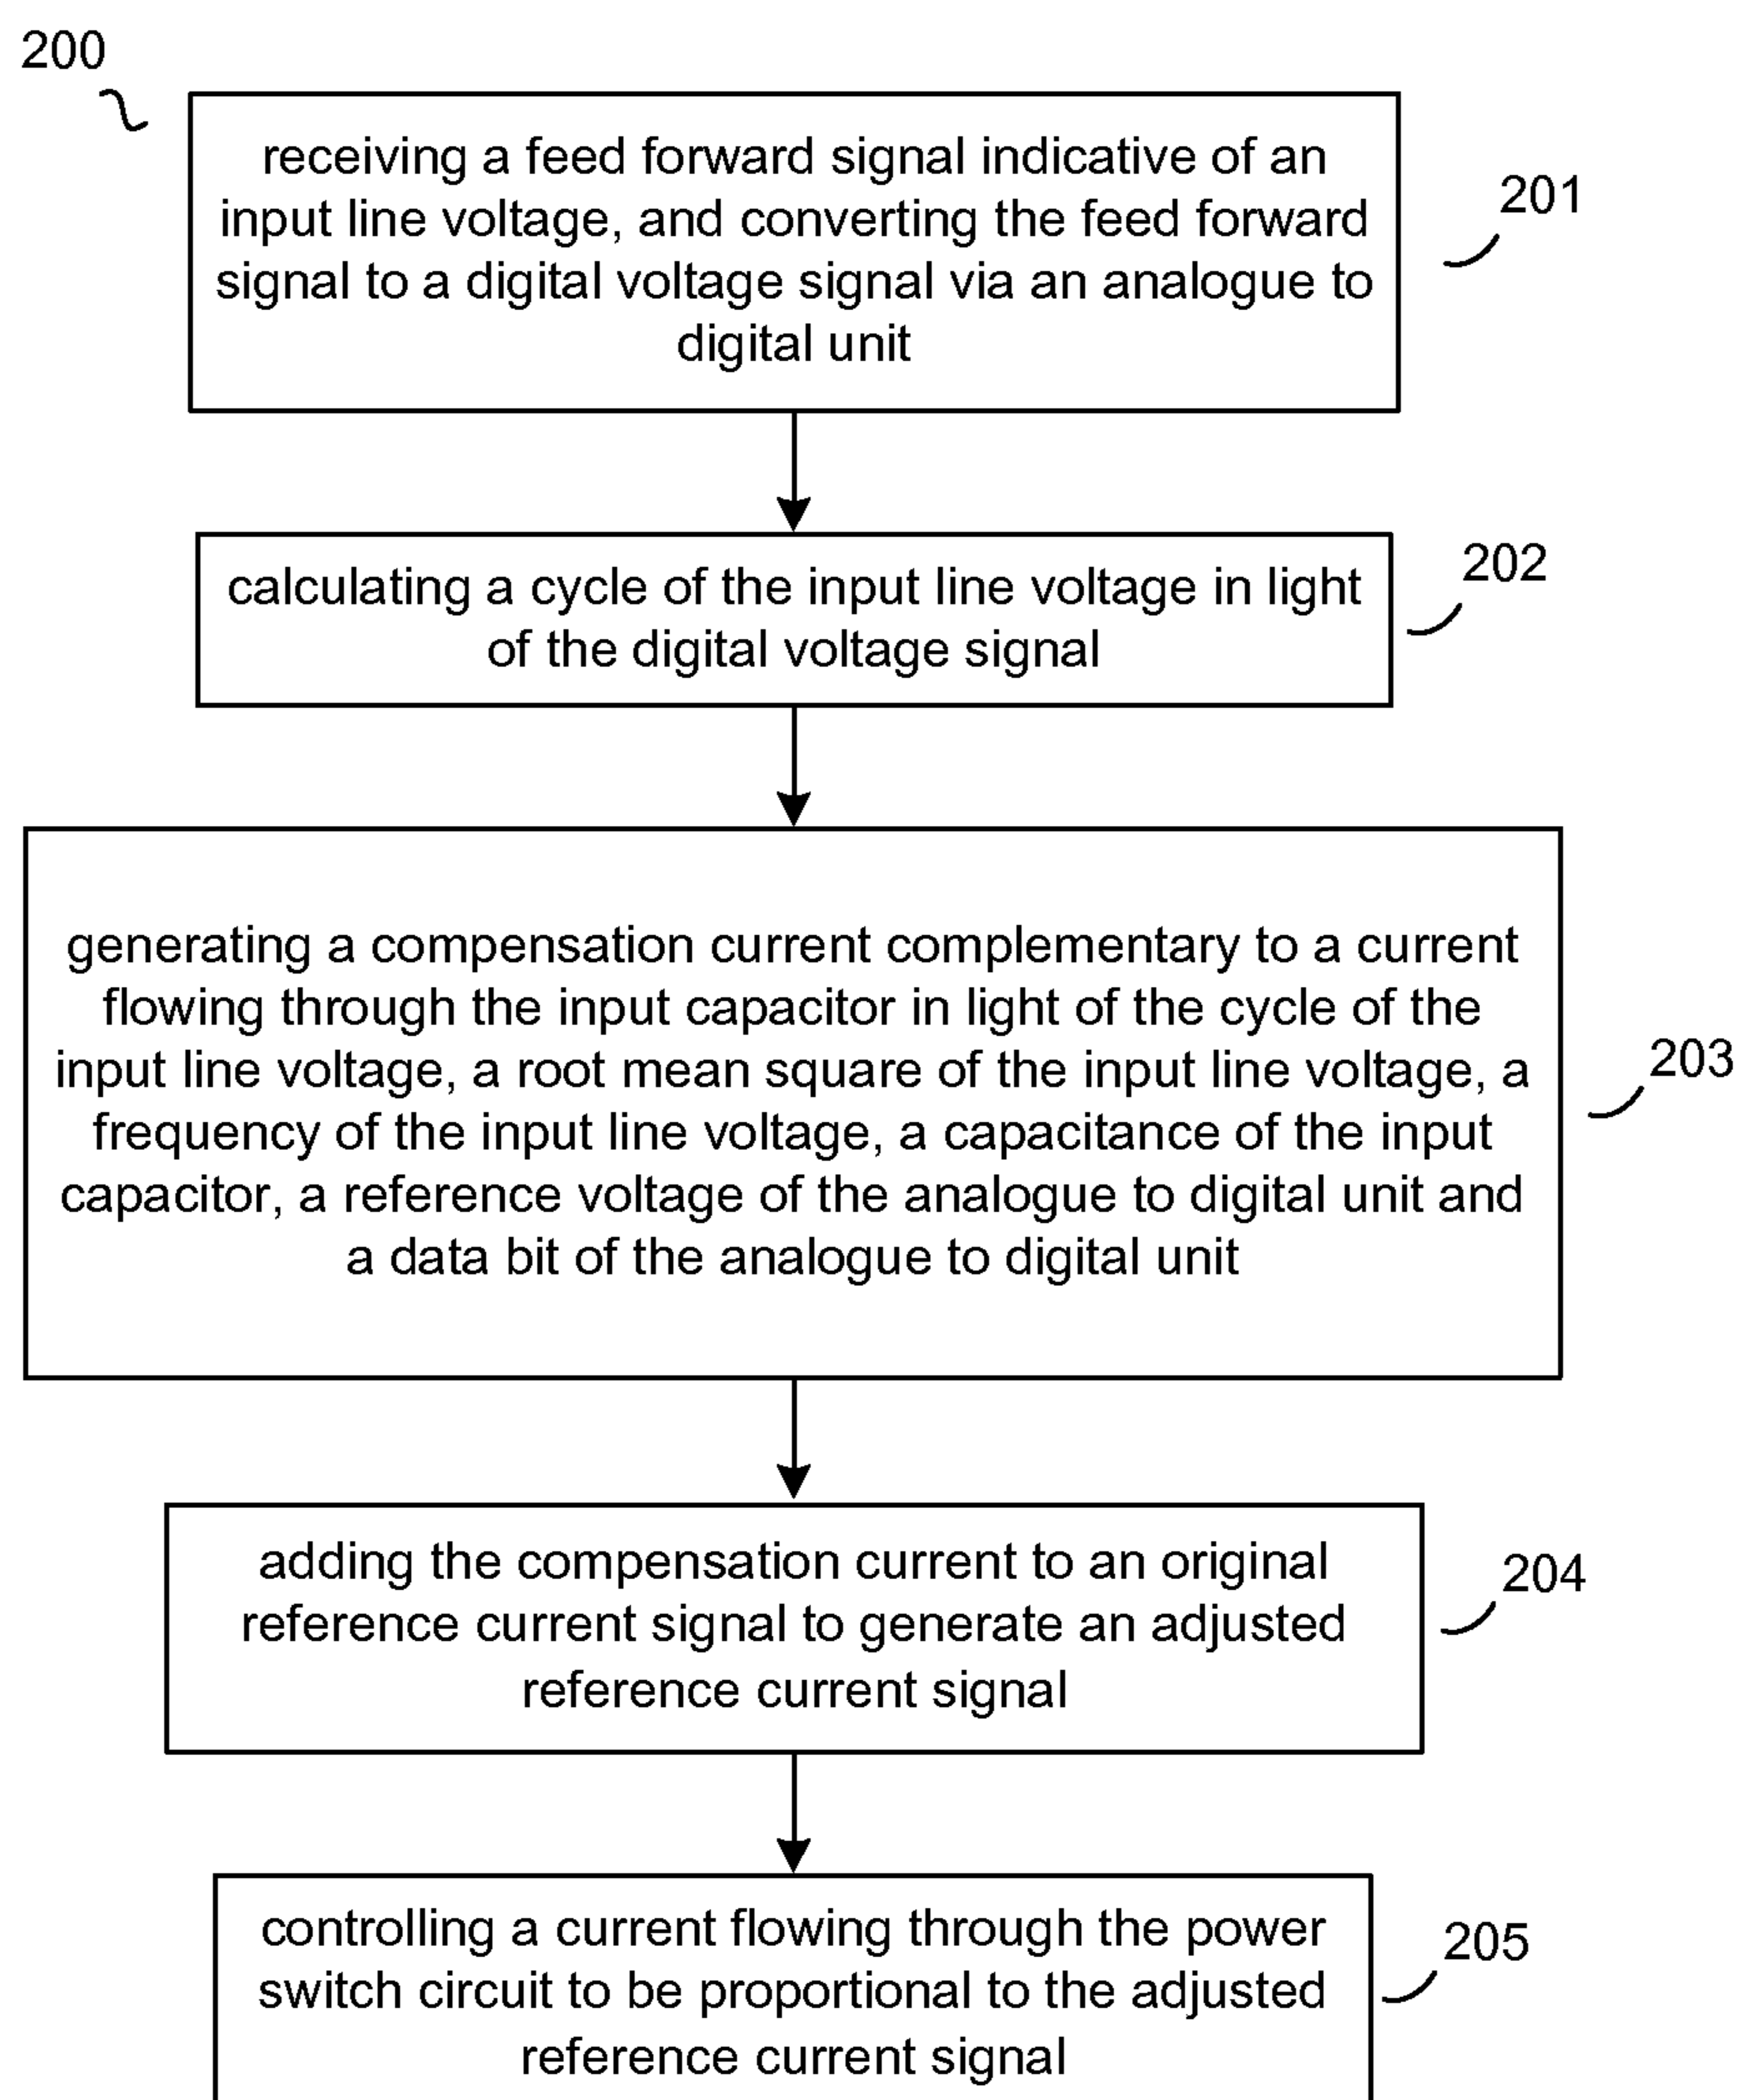 200
receiving a feed forward signal indicative of an
input line voltage, and converting the feed forward
signal to a digital voltage signal via an analogue to
digital unit
201
calculating a cycle of the input line voltage in light
of the digital voltage signal
202
generating a compensation current complementary to a current
flowing through the input capacitor in light of the cycle of the
input line voltage, a root mean square of the input line voltage, a
frequency of the input line voltage, a capacitance of the input
capacitor, a reference voltage of the analogue to digital unit and
a data bit of the analogue to digital unit
203
adding the compensation current to an original
reference current signal to generate an adjusted
reference current signal
204
controlling a current flowing through the power
switch circuit to be proportional to the adjusted
reference current signal
205